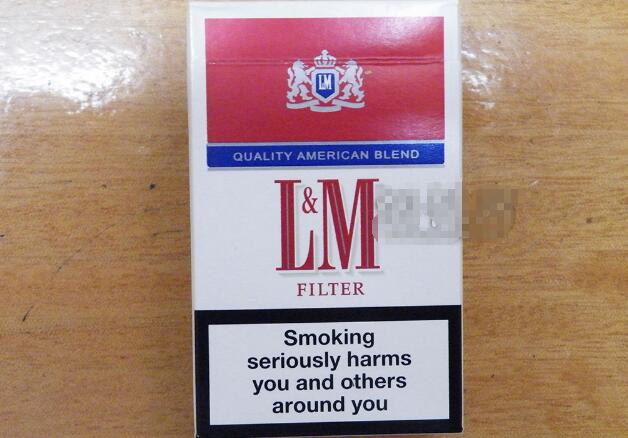 LM
QUALITY AMERICAN BLEND
L&M
FILTER
Smoking
seriously harms
you and others
around you